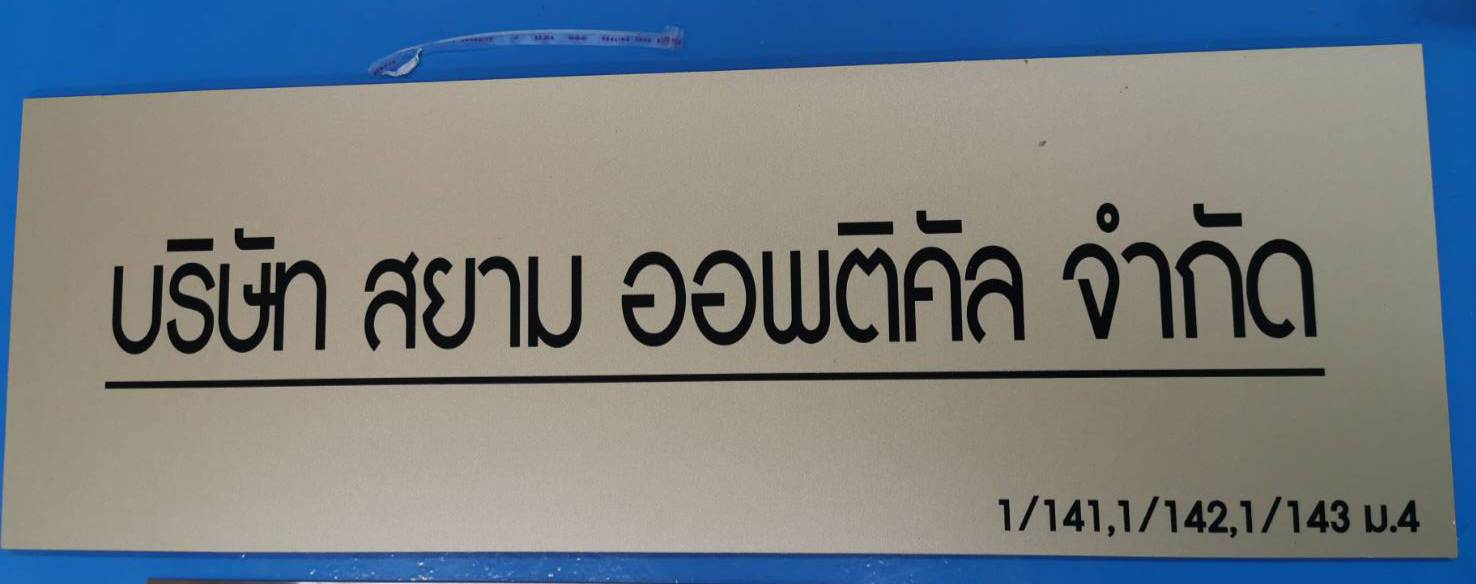 บริษัท สยาม ออพติคัล จำกัด
1/141,1/142,1/143 ม.4